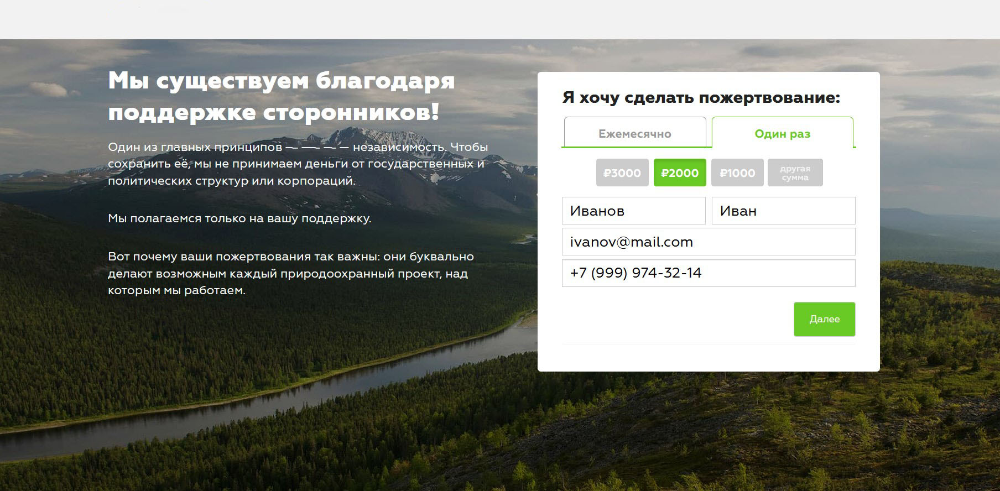 Мы существуем благодаря
поддержке сторонников!
Один из главных принципов — независимость. Чтобы
сохранить её, мы не принимаем деньги от государственных и
политических структур или корпораций.
Мы полагаемся только на вашу поддержку.
Вот почему ваши пожертвования так важны: они буквально
делают возможным каждый природоохранный проект, над
которым мы работаем.
Я хочу сделать пожертвование:
Ежемесячно
Один раз
₽3000
₽2000
₽1000
другая
сумма
Иванов
Иван
ivanov@mail.com
+7 (999) 974-32-14
Далее